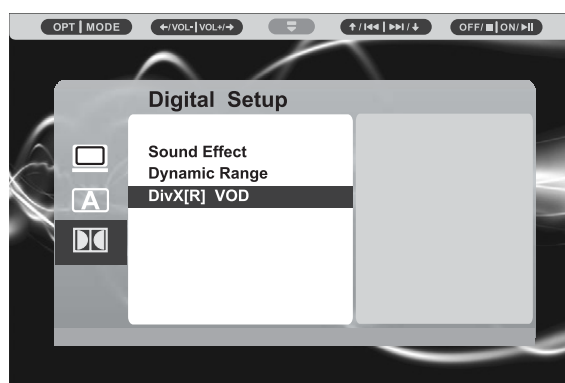 OPT | MODE
←/VOL- | VOL+/→
↑/⏮ | ⏭/↓
OFF/■ | ON/▶II
Digital Setup
Sound Effect
Dynamic Range
DivX[R] VOD
A